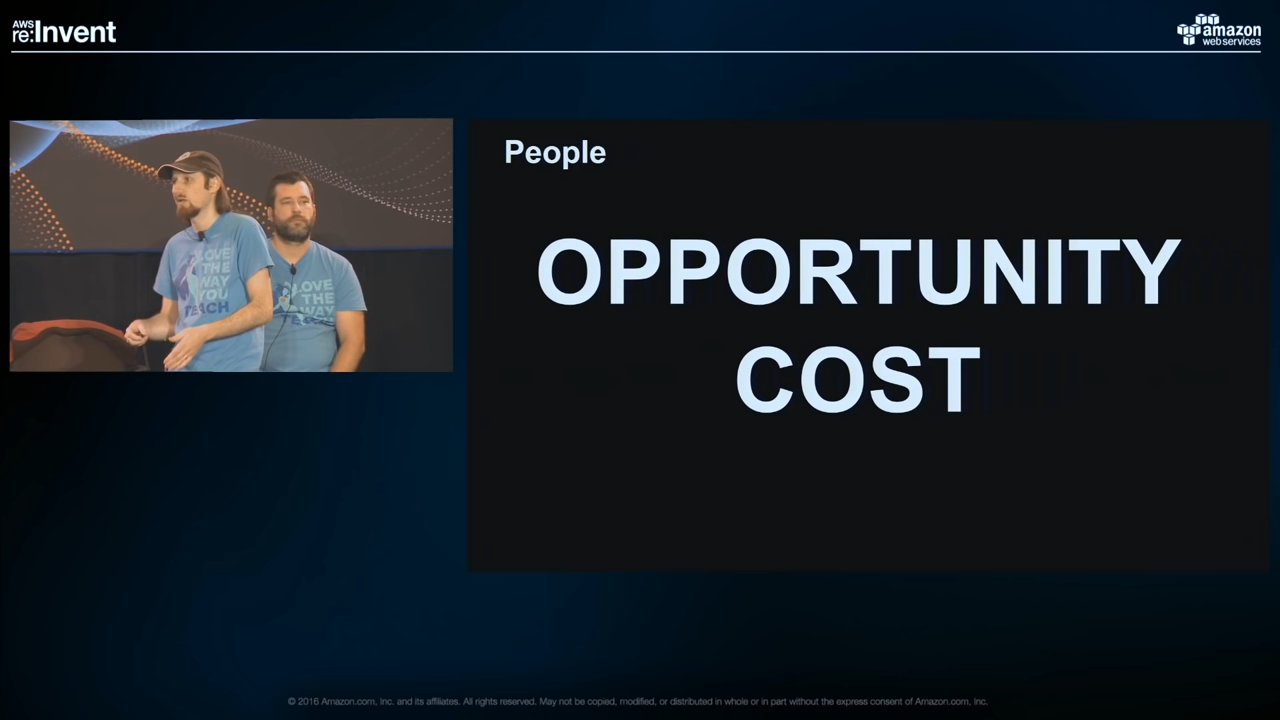 AWS
re:Invent
amazon
webservices
People
OPPORTUNITY
COST
LOVE
THE
WAY
YOU
TEACH
LOVE
THE
WAY
© 2016 Amazon.com, Inc. and its affiliates. All rights reserved. May not be copied, modified, or distributed in whole or in part without the express consent of Amazon.com, Inc.